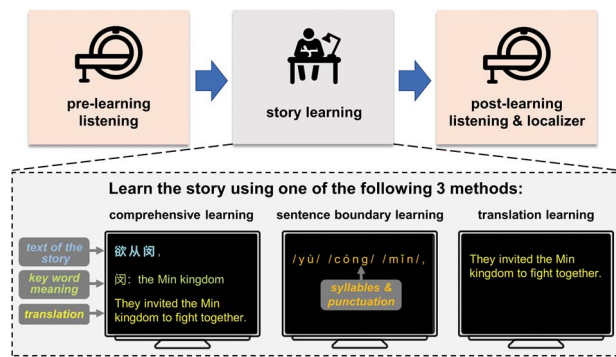 pre-learning
listening
story learning
post-learning
listening & localizer
Learn the story using one of the following 3 methods:
comprehensive learning
sentence boundary learning
translation learning
text of the
story
key word
meaning
translation
欲从闵,
闵: the Min kingdom
They invited the Min
kingdom to fight together.
/yù/ /cóng/ /mǐn/,
syllables &
punctuation
They invited the Min
kingdom to fight together.